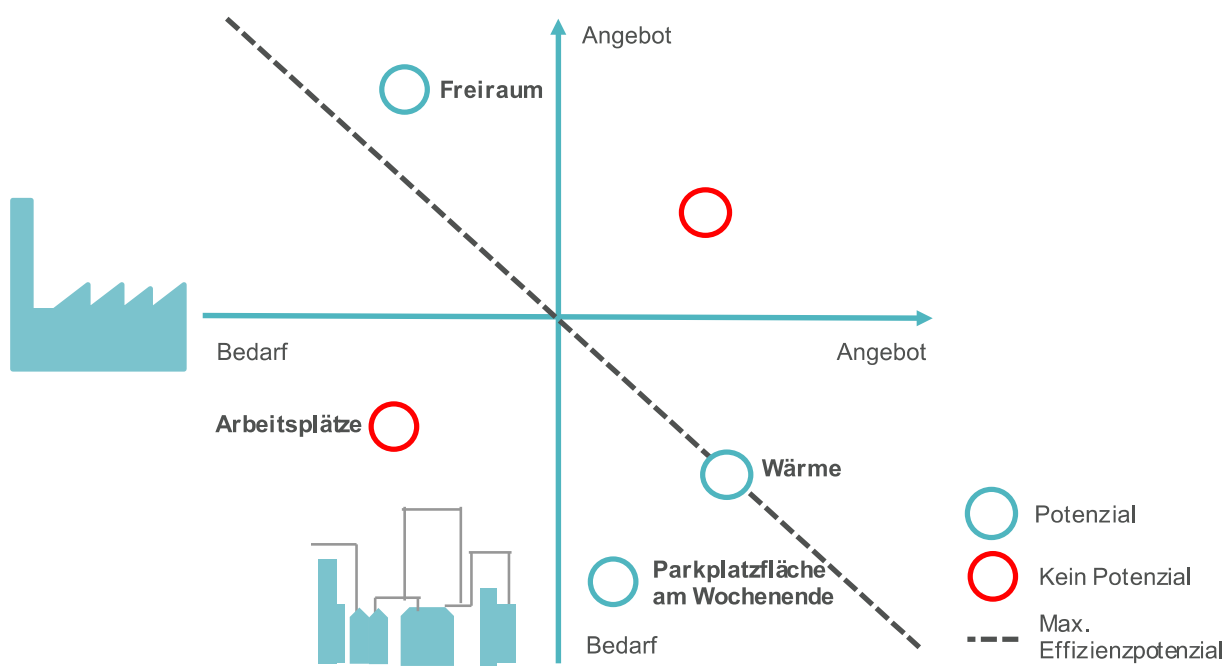 Angebot
Freiraum
Bedarf
Angebot
Arbeitsplätze
Wärme
Parkplatzfläche
am Wochenende
Bedarf
Potenzial
Kein Potenzial
Max.
Effizienzpotenzial